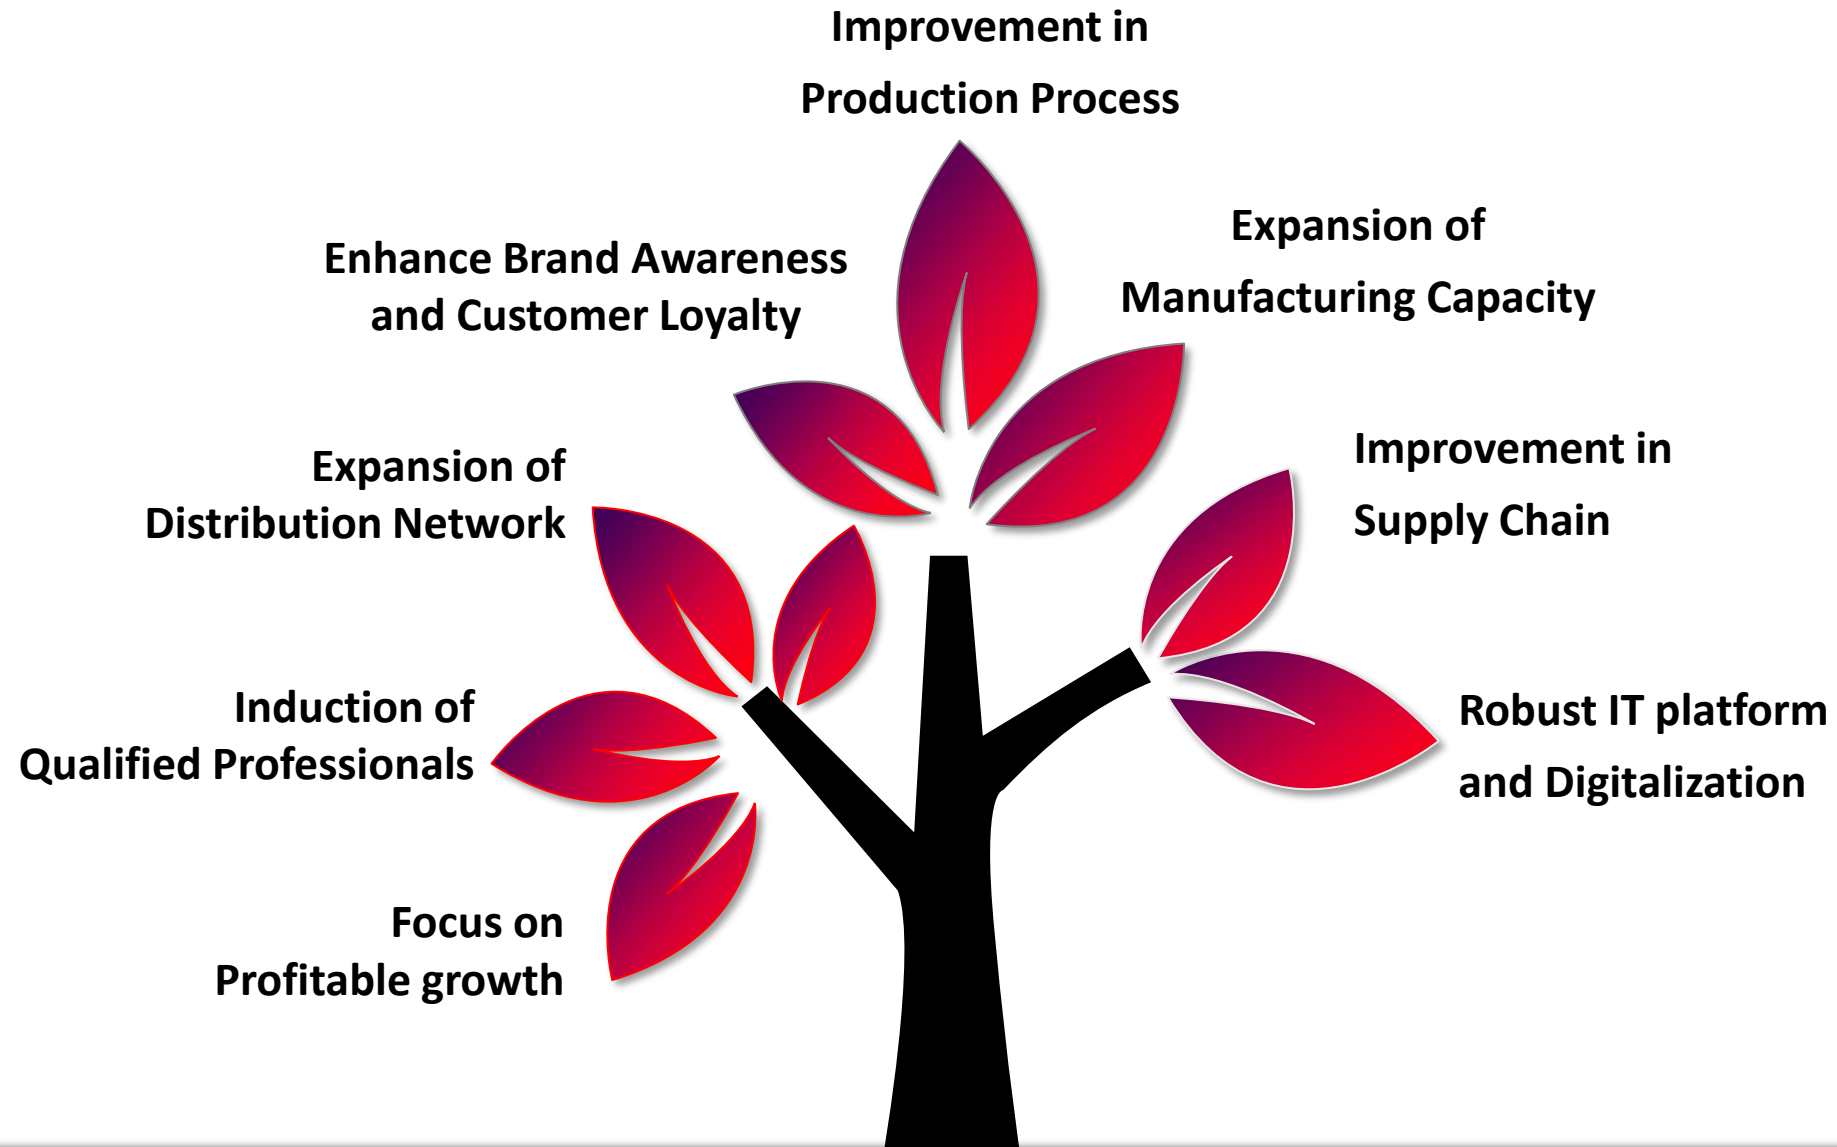 Improvement in
Production Process
Expansion of
Manufacturing Capacity
Enhance Brand Awareness
and Customer Loyalty
Improvement in
Supply Chain
Expansion of
Distribution Network
Induction of
Qualified Professionals
Robust IT platform
and Digitalization
Focus on
Profitable growth